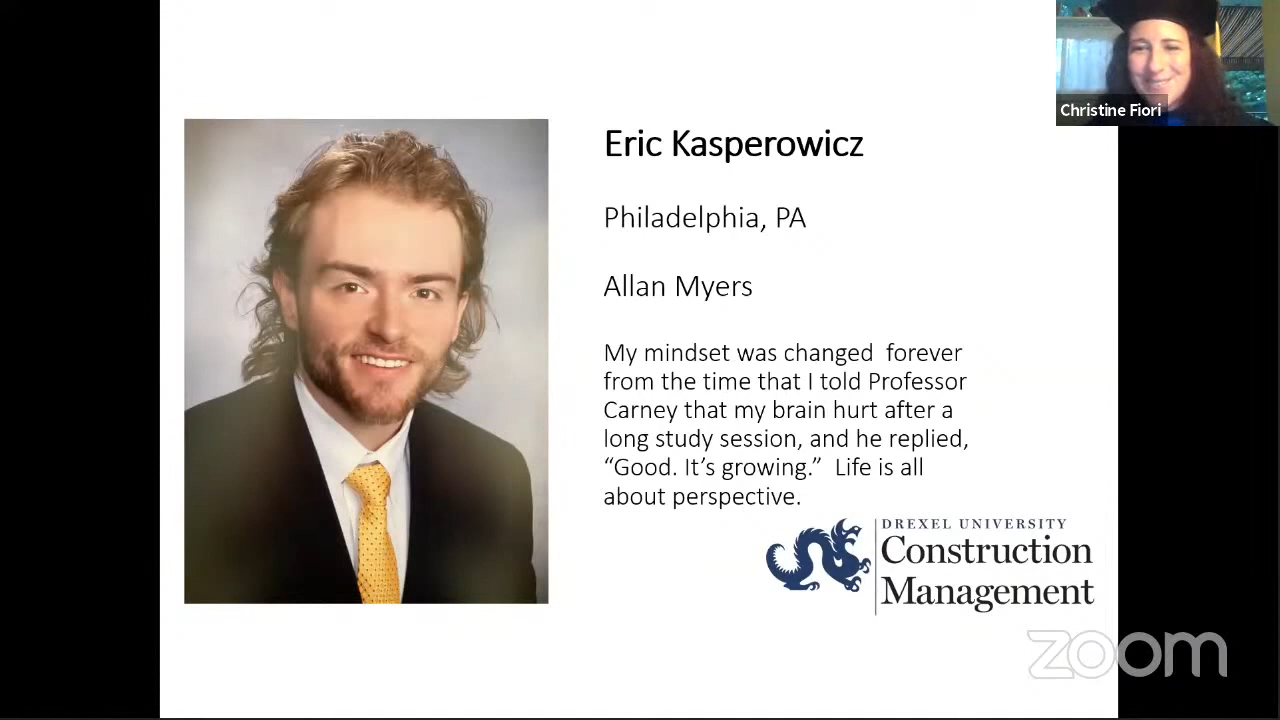 Christine Fiori
Eric Kasperowicz
Philadelphia, PA
Allan Myers
My mindset was changed  forever
from the time that I told Professor
Carney that my brain hurt after a
long study session, and he replied,
“Good. It’s growing.”  Life is all
about perspective.
DREXEL UNIVERSITY
Construction
Management
zoom